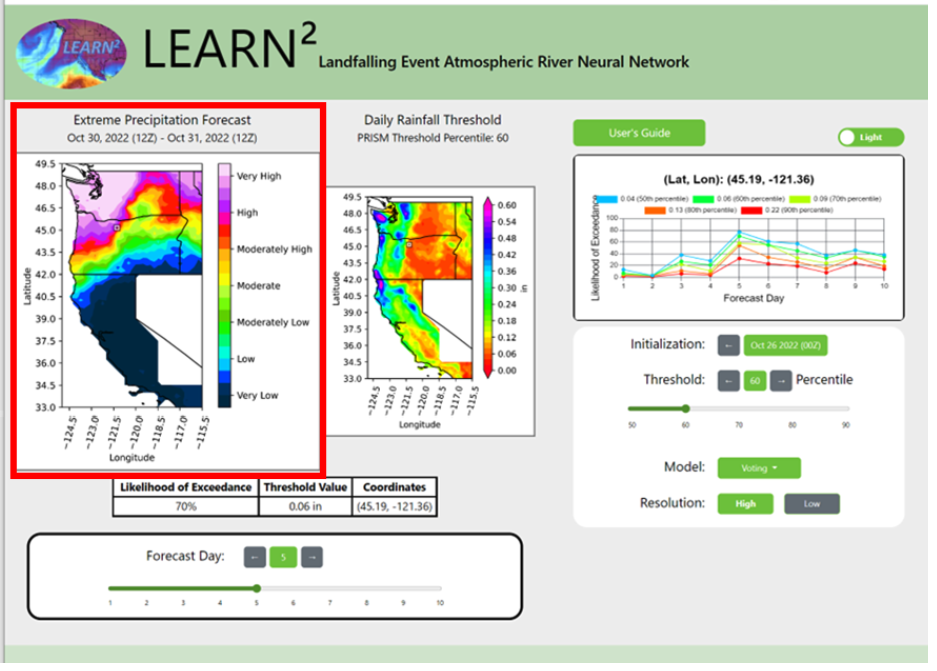 LEARN²
LEARN² Landfalling Event Atmospheric River Neural Network
Extreme Precipitation Forecast
Oct 30, 2022 (12Z) - Oct 31, 2022 (12Z)
49.5
48.0
46.5
45.0
43.5
42.0
40.5
39.0
37.5
36.0
34.5
33.0
Latitude
-124.5
-123.0
-121.5
-120.0
-118.5
-117.0
-115.5
Longitude
Very High
High
Moderately High
Moderate
Moderately Low
Low
Very Low
Daily Rainfall Threshold
PRISM Threshold Percentile: 60
49.5
48.0
46.5
45.0
43.5
42.0
40.5
39.0
37.5
36.0
34.5
33.0
Latitude
-124.5
-123.0
-121.5
-120.0
-118.5
-117.0
-115.5
Longitude
0.60
0.54
0.48
0.42
0.36
0.30
0.24
0.18
0.12
0.06
0.00
in
User's Guide
Light
(Lat, Lon): (45.19, -121.36)
0.04 (50th percentile) 0.06 (60th percentile) 0.09 (70th percentile)
0.13 (80th percentile) 0.22 (90th percentile)
Likelihood of Exceedance
100
80
60
40
20
0
1 2 3 4 5 6 7 8 9 10
Forecast Day
Initialization: ← Oct 26 2022 (00Z)
Threshold: ← 60 → Percentile
50 60 70 80 90
Model: Voting
Resolution: High Low
Likelihood of Exceedance Threshold Value Coordinates
70% 0.06 in (45.19, -121.36)
Forecast Day: ← 5 →
1 2 3 4 5 6 7 8 9 10